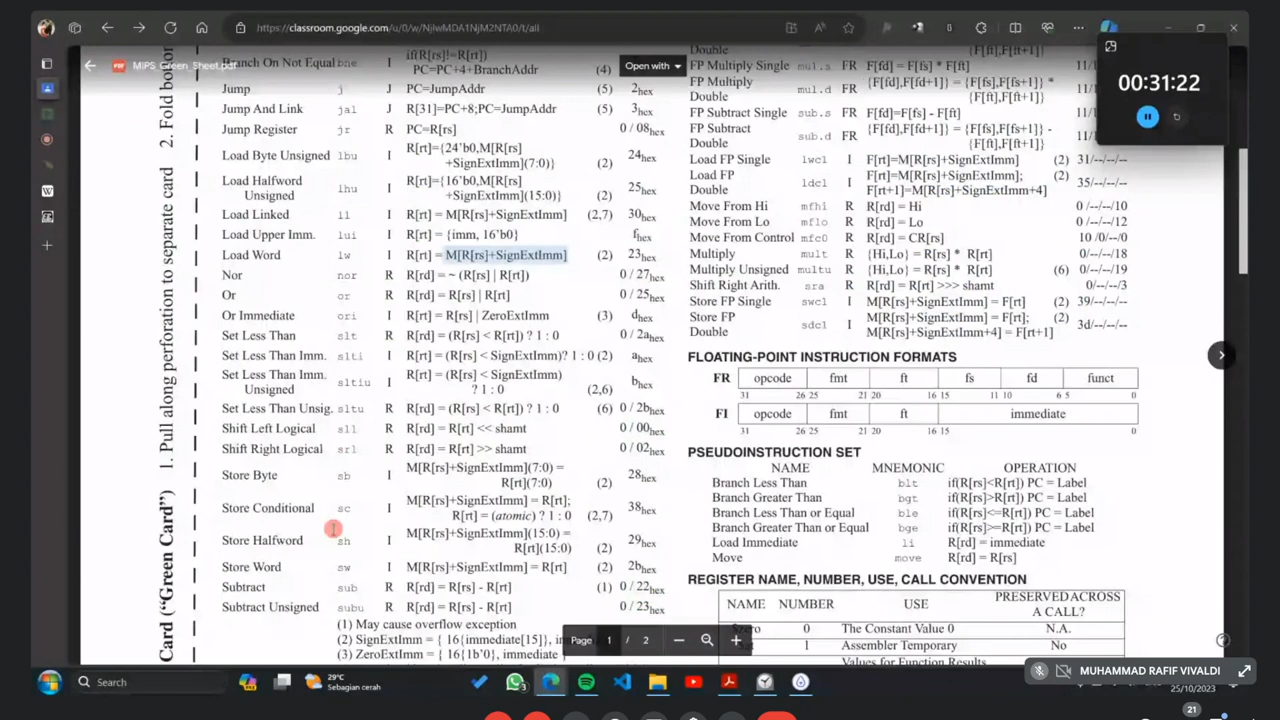 https://classroom.google.com/u/0/w/NjIwMDA1NjM2NTA0/t/all
MIPS_Green_Sheet.pdf
Open with
00:31:22
Card ("Green Card") 1. Pull along perforation to separate card 2. Fold
if(R[rs]!=R[rt])
Branch On Not Equal bne PC=PC+4+BranchAddr (4)
Jump j J PC=JumpAddr (5) 2hex
Jump And Link jal J R[31]=PC+8;PC=JumpAddr (5) 3hex
Jump Register jr R PC=R[rs] 0 / 08hex
Load Byte Unsigned lbu I R[rt]={24'b0,M[R[rs]
+SignExtImm](7:0)} (2) 24hex
Load Halfword
Unsigned lhu I R[rt]={16'b0,M[R[rs]
+SignExtImm](15:0)} (2) 25hex
Load Linked ll I R[rt] = M[R[rs]+SignExtImm] (2,7) 30hex
Load Upper Imm. lui I R[rt] = {imm, 16'b0} fhex
Load Word lw I R[rt] = M[R[rs]+SignExtImm] (2) 23hex
Nor nor R R[rd] = ~ (R[rs] | R[rt]) 0 / 27hex
Or or R R[rd] = R[rs] | R[rt] 0 / 25hex
Or Immediate ori I R[rt] = R[rs] | ZeroExtImm (3) dhex
Set Less Than slt R R[rd] = (R[rs] < R[rt]) ? 1 : 0 0 / 2ahex
Set Less Than Imm. slti I R[rt] = (R[rs] < SignExtImm)? 1 : 0 (2) ahex
Set Less Than Imm.
Unsigned sltiu I R[rt] = (R[rs] < SignExtImm)
? 1 : 0 (2,6) bhex
Set Less Than Unsig. sltu R R[rd] = (R[rs] < R[rt]) ? 1 : 0 (6) 0 / 2bhex
Shift Left Logical sll R R[rd] = R[rt] << shamt 0 / 00hex
Shift Right Logical srl R R[rd] = R[rt] >> shamt 0 / 02hex
Store Byte sb I M[R[rs]+SignExtImm](7:0) =
R[rt](7:0) (2) 28hex
Store Conditional sc I M[R[rs]+SignExtImm] = R[rt];
R[rt] = (atomic) ? 1 : 0 (2,7) 38hex
Store Halfword sh I M[R[rs]+SignExtImm](15:0) =
R[rt](15:0) (2) 29hex
Store Word sw I M[R[rs]+SignExtImm] = R[rt] (2) 2bhex
Subtract sub R R[rd] = R[rs] - R[rt] (1) 0 / 22hex
Subtract Unsigned subu R R[rd] = R[rs] - R[rt] 0 / 23hex
(1) May cause overflow exception
(2) SignExtImm = { 16{immediate[15]},
(3) ZeroExtImm = { 16{1b'0}, immediate }
Double {F[ft],F[ft+1]}
FP Multiply Single mul.s FR F[fd] = F[fs] * F[ft]
FP Multiply
Double mul.d FR {F[fd],F[fd+1]} = {F[fs],F[fs+1]} *
{F[ft],F[ft+1]}
FP Subtract Single sub.s FR F[fd]=F[fs] - F[ft]
FP Subtract
Double sub.d FR {F[fd],F[fd+1]} = {F[fs],F[fs+1]} -
{F[ft],F[ft+1]}
Load FP Single lwc1 I F[rt]=M[R[rs]+SignExtImm] (2) 31/--/--/--
Load FP
Double ldc1 I F[rt]=M[R[rs]+SignExtImm]; (2)
F[rt+1]=M[R[rs]+SignExtImm+4] 35/--/--/--
Move From Hi mfhi R R[rd] = Hi 0 /--/--/10
Move From Lo mflo R R[rd] = Lo 0 /--/--/12
Move From Control mfc0 R R[rd] = CR[rs] 10 /0/--/0
Multiply mult R {Hi,Lo} = R[rs] * R[rt] 0/--/--/18
Multiply Unsigned multu R {Hi,Lo} = R[rs] * R[rt] (6) 0/--/--/19
Shift Right Arith. sra R R[rd] = R[rt] >>> shamt 0/--/--/3
Store FP Single swc1 I M[R[rs]+SignExtImm] = F[rt] (2) 39/--/--/--
Store FP
Double sdc1 I M[R[rs]+SignExtImm] = F[rt]; (2)
M[R[rs]+SignExtImm+4] = F[rt+1] 3d/--/--/--
FLOATING-POINT INSTRUCTION FORMATS
FR opcode fmt ft fs fd funct
31 26 25 21 20 16 15 11 10 6 5 0
FI opcode fmt ft immediate
31 26 25 21 20 16 15 0
PSEUDOINSTRUCTION SET
NAME MNEMONIC OPERATION
Branch Less Than blt if(R[rs]<R[rt]) PC = Label
Branch Greater Than bgt if(R[rs]>R[rt]) PC = Label
Branch Less Than or Equal ble if(R[rs]<=R[rt]) PC = Label
Branch Greater Than or Equal bge if(R[rs]>=R[rt]) PC = Label
Load Immediate li R[rd] = immediate
Move move R[rd] = R[rs]
REGISTER NAME, NUMBER, USE, CALL CONVENTION
NAME NUMBER USE PRESERVED ACROSS
A CALL?
0 The Constant Value 0 N.A.
1 Assembler Temporary No
Values for Function Results
Page 1 / 2
MUHAMMAD RAFIF VIVALDI
Search
29°C
Sebagian cerah
25/10/2023
21